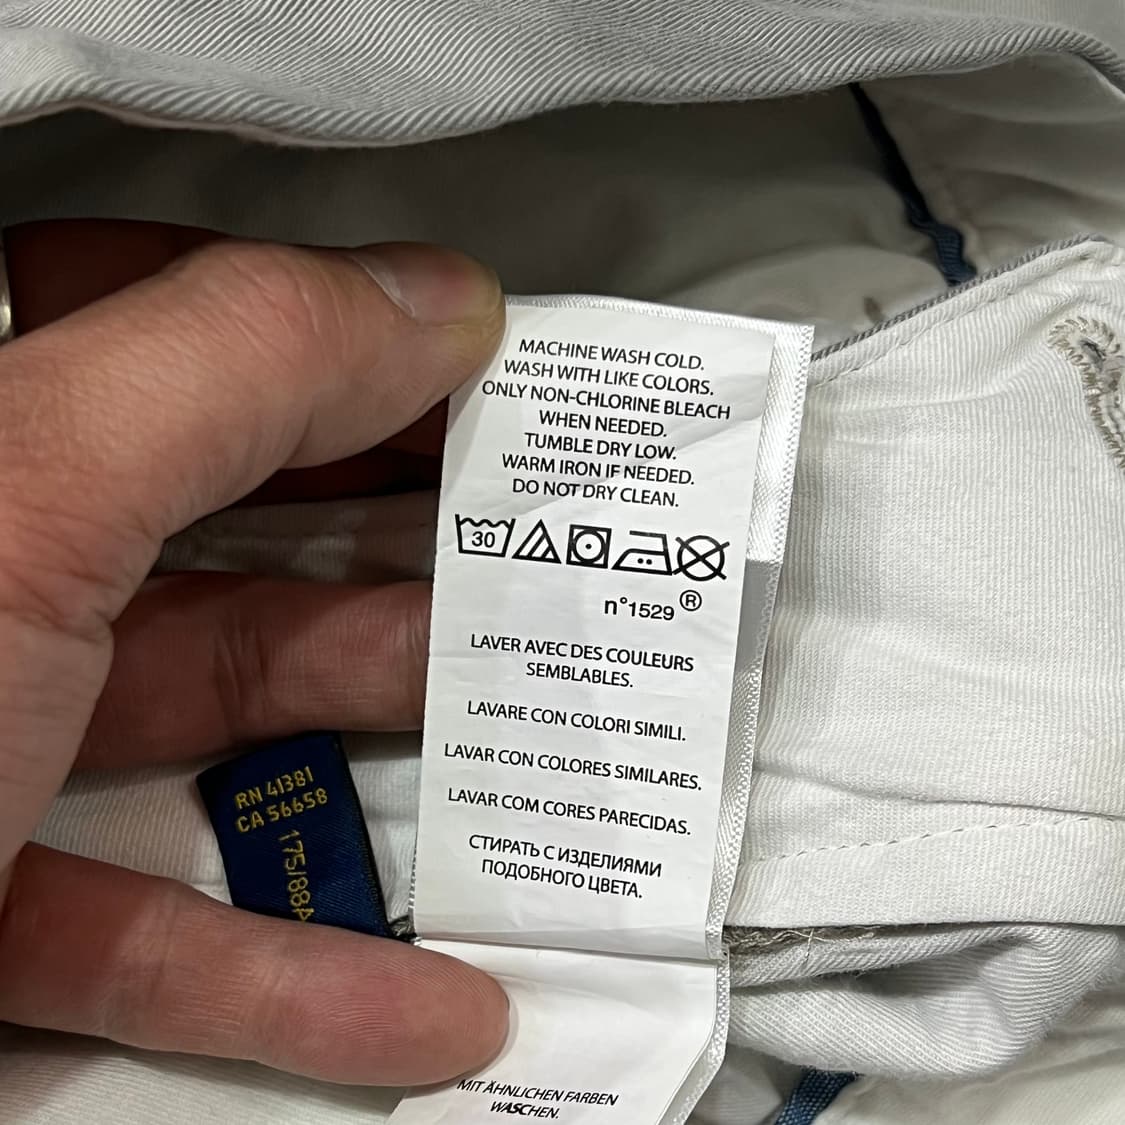 MACHINE WASH COLD.
WASH WITH LIKE COLORS.
ONLY NON-CHLORINE BLEACH
WHEN NEEDED.
TUMBLE DRY LOW.
WARM IRON IF NEEDED.
DO NOT DRY CLEAN.
30
n°1529 ®
LAVER AVEC DES COULEURS
SEMBLABLES.
LAVARE CON COLORI SIMILI.
LAVAR CON COLORES SIMILARES.
LAVAR COM CORES PARECIDAS.
СТИРАТЬ С ИЗДЕЛИЯМИ
ПОДОБНОГО ЦВЕТА.
MIT ÄHNLICHEN FARBEN
WASCHEN.
RN 41381
CA 56658
175/88A